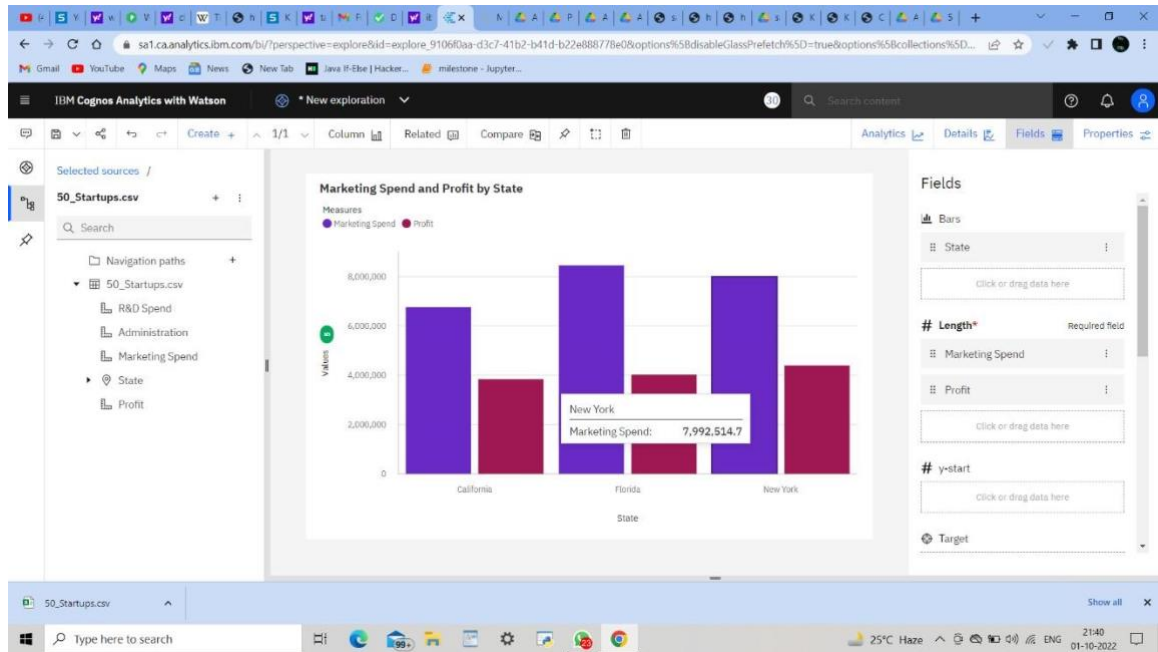 sa1.ca.analytics.ibm.com/bi/?perspective=explore&id=explore_9106f0aa-d3c7-41b2-b41d-b22e888778e0&options%5BdisableGlassPrefetch%5D=true&options%5Bcollections%5D...
Gmail YouTube Maps News New Tab Java If-Else | Hacker... milestone - Jupyter...
IBM Cognos Analytics with Watson * New exploration 30 Search content
Create + 1/1 Column Related Compare Analytics Details Fields Properties
Selected sources /
50_Startups.csv
Search
Navigation paths
50_Startups.csv
R&D Spend
Administration
Marketing Spend
State
Profit
Marketing Spend and Profit by State
Measures
Marketing Spend Profit
8,000,000
6,000,000
4,000,000
2,000,000
0
Values
New York
Marketing Spend: 7,992,514.7
California Florida New York
State
Fields
Bars
State
Click or drag data here
# Length* Required field
Marketing Spend
Profit
Click or drag data here
# y-start
Click or drag data here
Target
50_Startups.csv Show all
Type here to search 99+ 23 25°C Haze ENG 21:40
01-10-2022